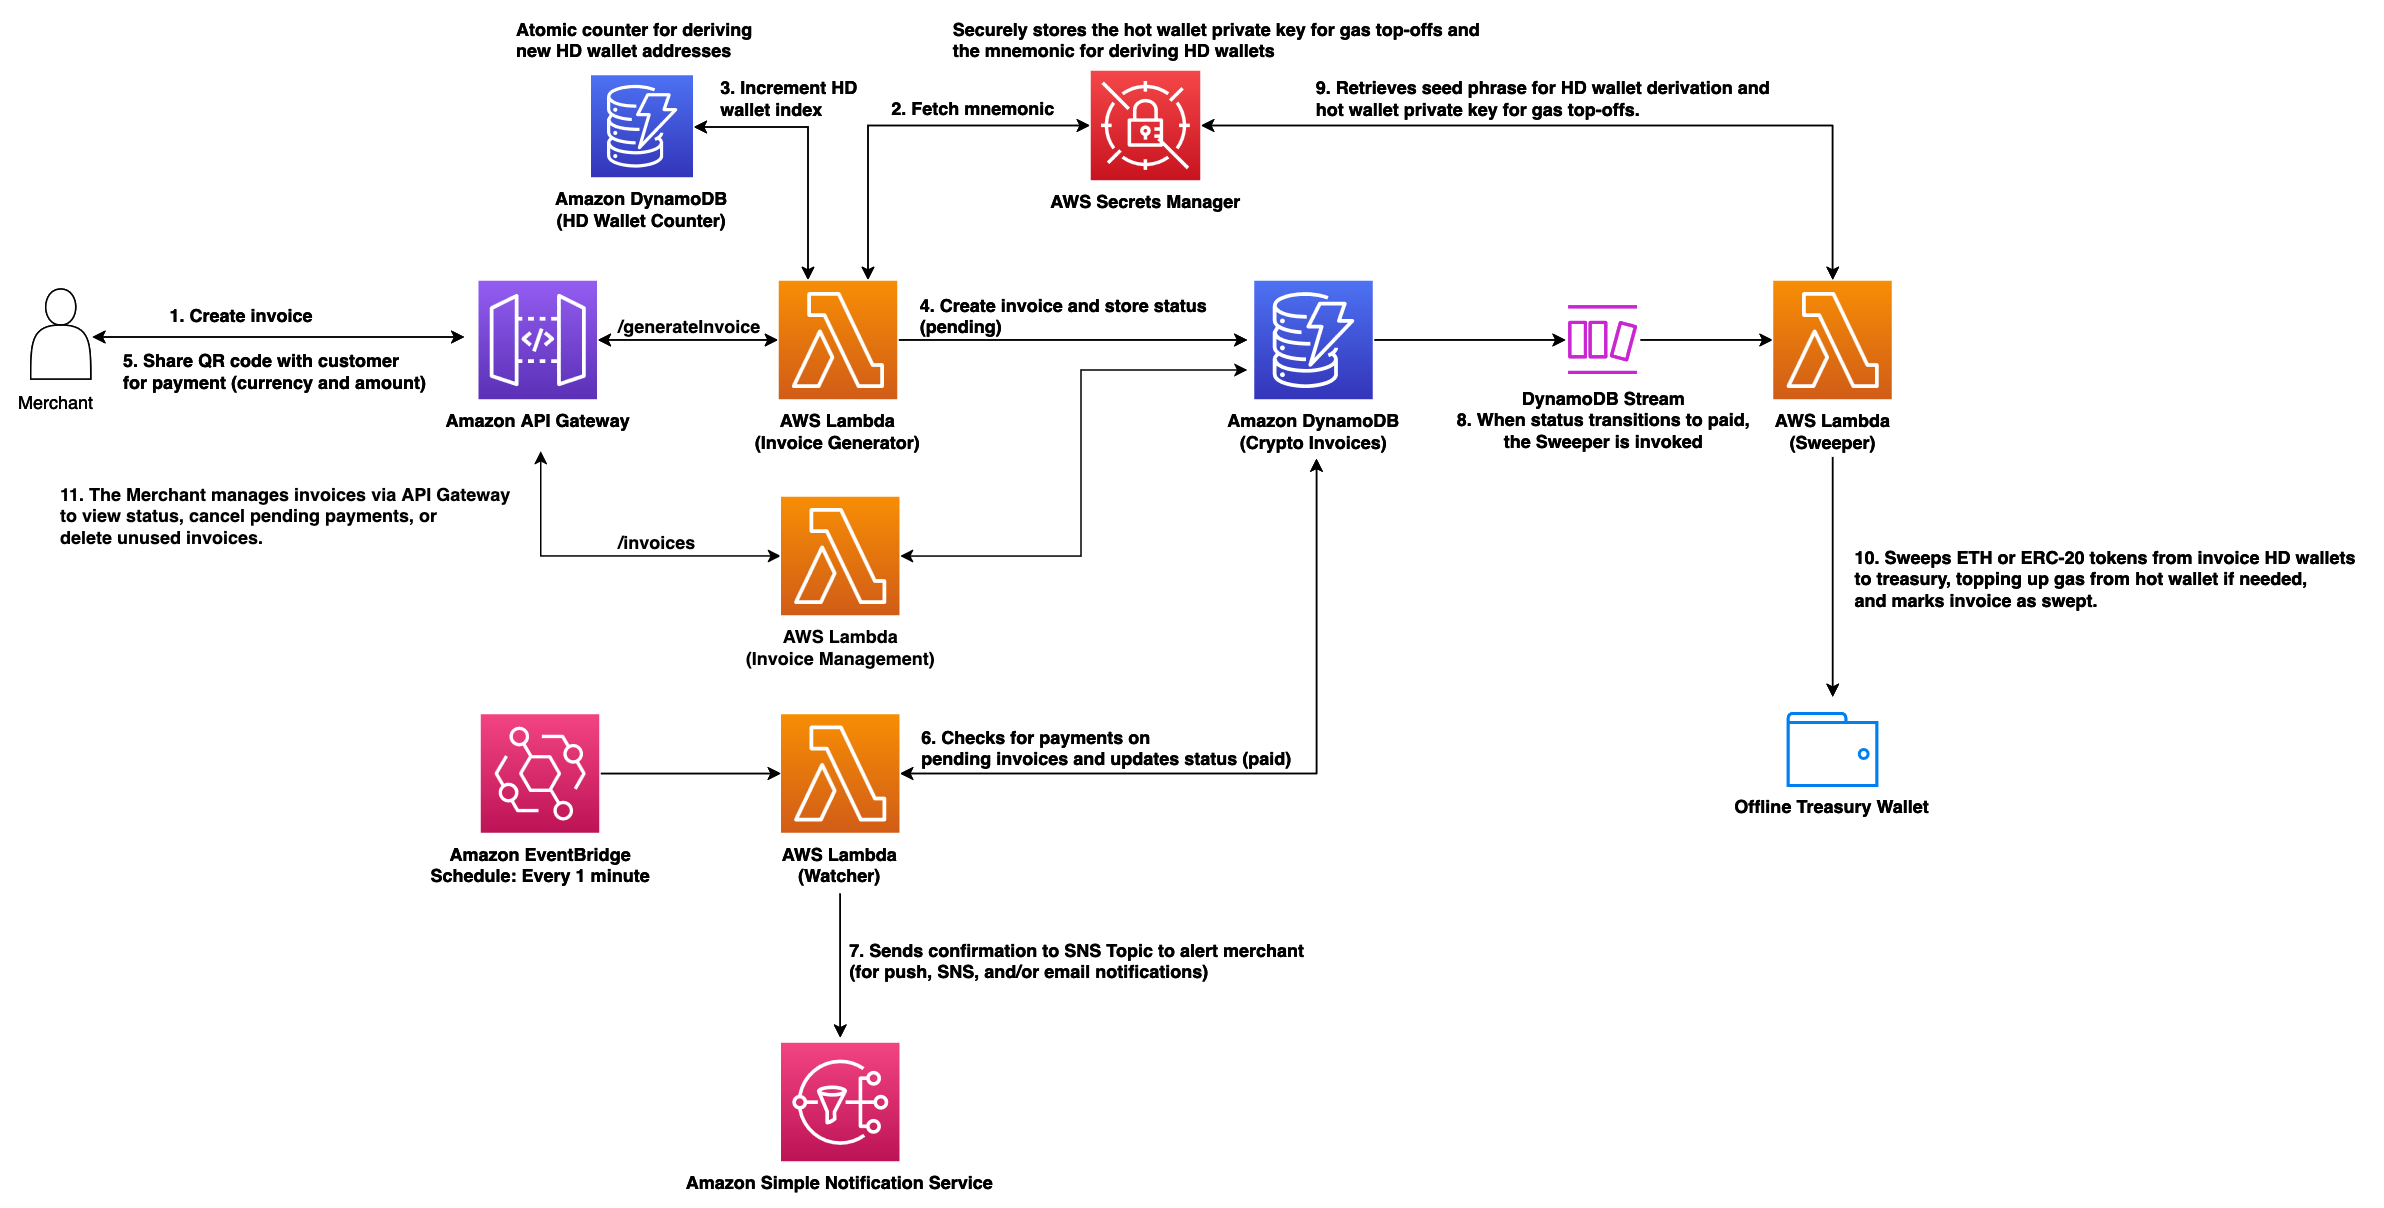 Atomic counter for deriving
new HD wallet addresses
Securely stores the hot wallet private key for gas top-offs and
the mnemonic for deriving HD wallets
3. Increment HD
wallet index
2. Fetch mnemonic
9. Retrieves seed phrase for HD wallet derivation and
hot wallet private key for gas top-offs.
Amazon DynamoDB
(HD Wallet Counter)
AWS Secrets Manager
1. Create invoice
5. Share QR code with customer
for payment (currency and amount)
Merchant
/generateInvoice
4. Create invoice and store status
(pending)
Amazon API Gateway
AWS Lambda
(Invoice Generator)
Amazon DynamoDB
(Crypto Invoices)
DynamoDB Stream
8. When status transitions to paid,
the Sweeper is invoked
AWS Lambda
(Sweeper)
11. The Merchant manages invoices via API Gateway
to view status, cancel pending payments, or
delete unused invoices.
/invoices
AWS Lambda
(Invoice Management)
10. Sweeps ETH or ERC-20 tokens from invoice HD wallets
to treasury, topping up gas from hot wallet if needed,
and marks invoice as swept.
6. Checks for payments on
pending invoices and updates status (paid)
Offline Treasury Wallet
Amazon EventBridge
Schedule: Every 1 minute
AWS Lambda
(Watcher)
7. Sends confirmation to SNS Topic to alert merchant
(for push, SNS, and/or email notifications)
Amazon Simple Notification Service